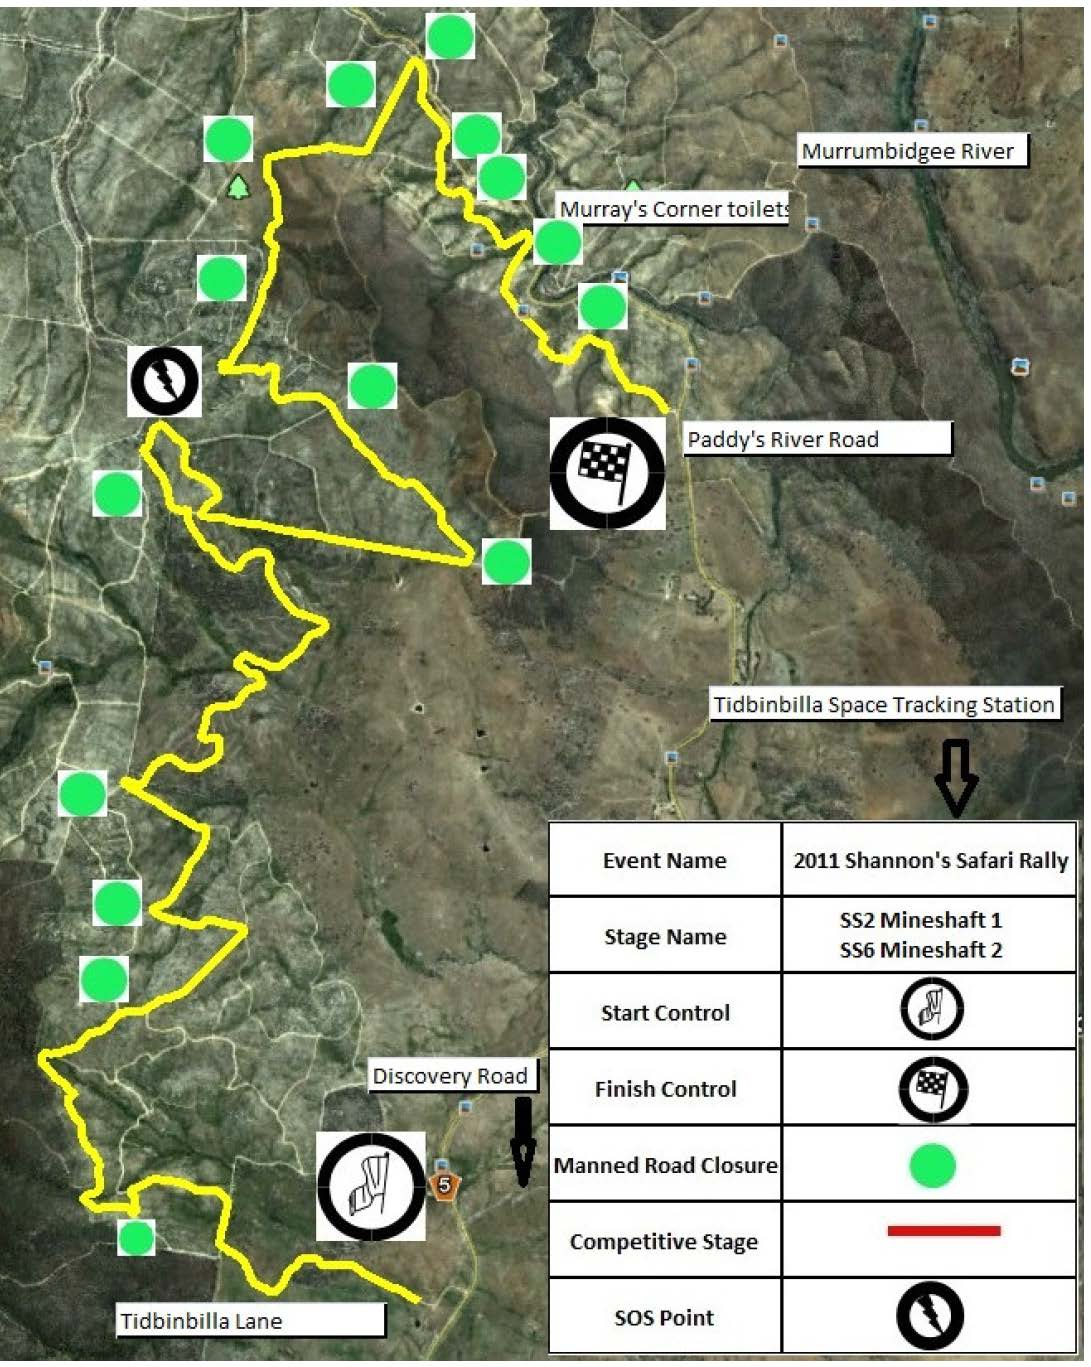 Murrumbidgee River
Murray's Corner toilets
Paddy's River Road
Tidbinbilla Space Tracking Station
Event Name
2011 Shannon's Safari Rally
Stage Name
SS2 Mineshaft 1
SS6 Mineshaft 2
Start Control
Finish Control
Discovery Road
Manned Road Closure
5
Competitive Stage
SOS Point
Tidbinbilla Lane